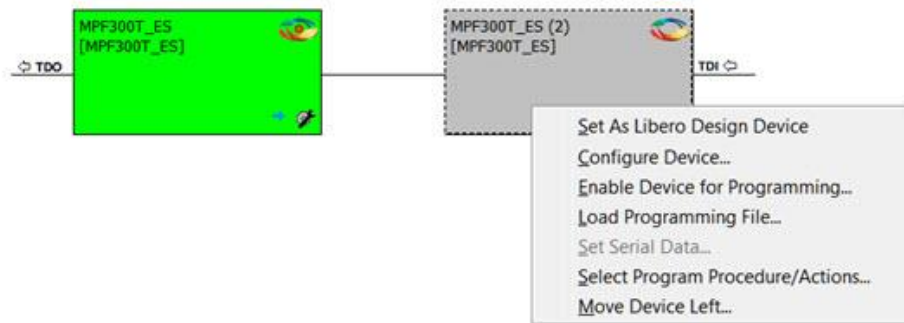 MPF300T_ES
[MPF300T_ES]
TDO
MPF300T_ES (2)
[MPF300T_ES]
TDI
Set As Libero Design Device
Configure Device...
Enable Device for Programming...
Load Programming File...
Set Serial Data...
Select Program Procedure/Actions...
Move Device Left...